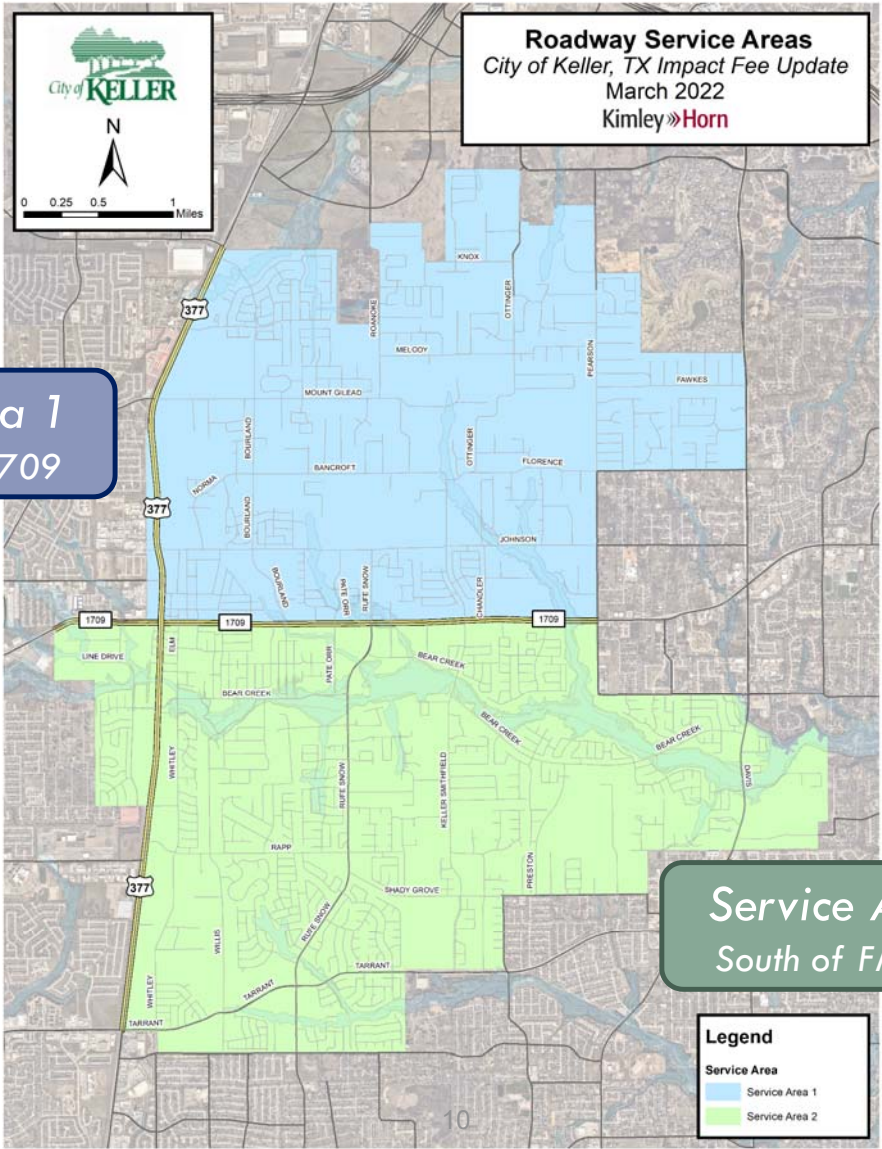 City of KELLER
N
0 0.25 0.5 1
Miles
Roadway Service Areas
City of Keller, TX Impact Fee Update
March 2022
Kimley»Horn
KNOX
377
ROANOKE
OTTINGER
MELODY
PEARSON
FAWKES
a 1
709
MOUNT GILEAD
BOURLAND
OTTINGER
BANCROFT
FLORENCE
NORMA
377
BOURLAND
JOHNSON
BOURLAND
PATE ORR
RUFE SNOW
CHANDLER
1709
1709
1709
ELM
LINE DRIVE
PATE ORR
BEAR CREEK
BEAR CREEK
BEAR CREEK
BEAR CREEK
WHITLEY
RUFE SNOW
KELLER SMITHFIELD
DAVIS
RAPP
PRESTON
377
SHADY GROVE
Service A
South of F
WILLIS
RUFE SNOW
TARRANT
WHITLEY
TARRANT
TARRANT
Legend
Service Area
Service Area 1
Service Area 2
10